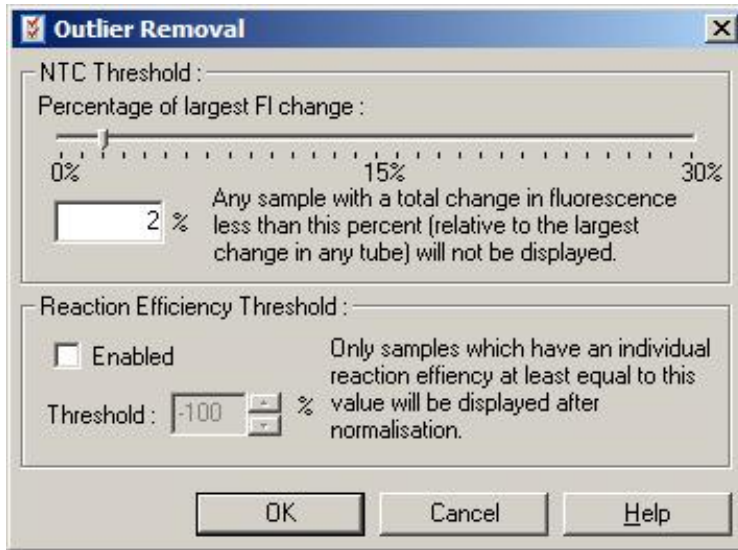 Outlier Removal
NTC Threshold :
Percentage of largest Fl change :
0% 15% 30%
2 %
Any sample with a total change in fluorescence
less than this percent (relative to the largest
change in any tube) will not be displayed.
Reaction Efficiency Threshold :
Enabled
Threshold : -100 %
Only samples which have an individual
reaction effiency at least equal to this
value will be displayed after
normalisation.
OK Cancel Help